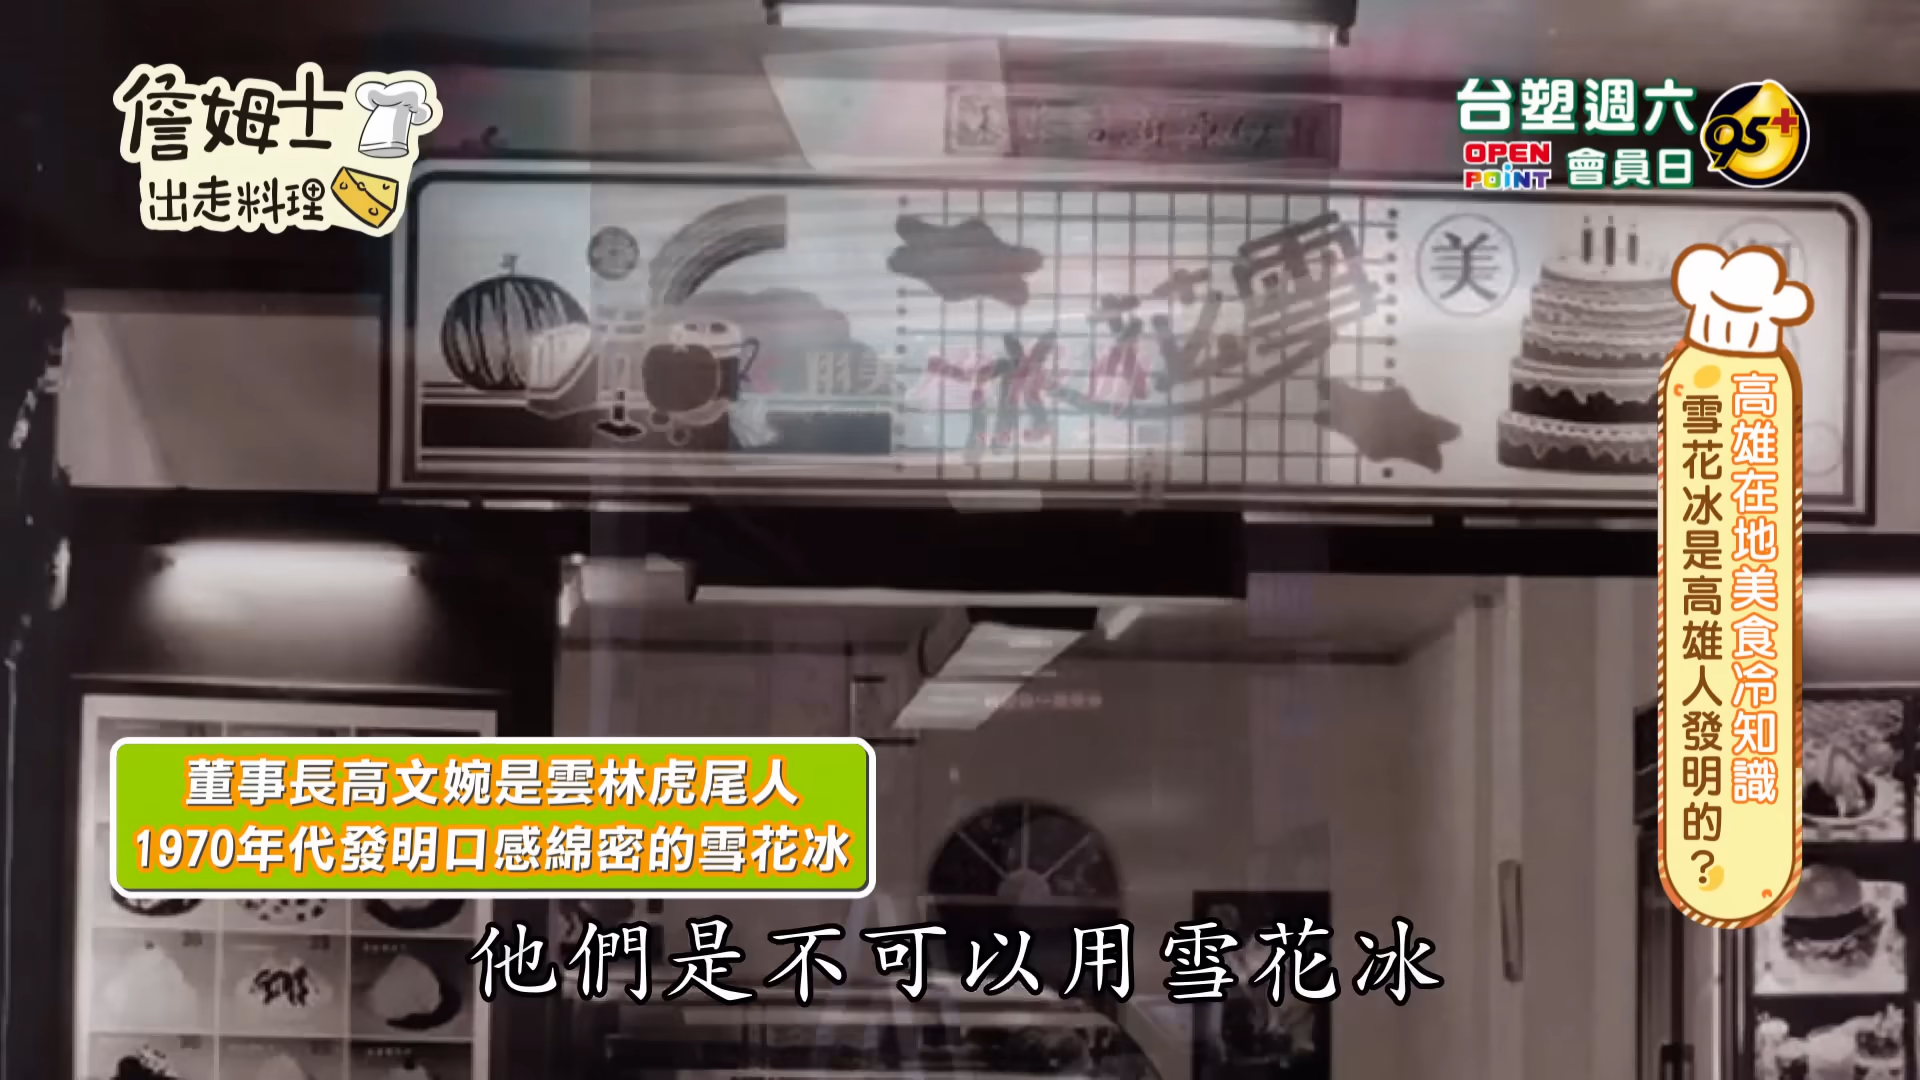 詹姆士
出走料理
台塑週六
OPEN POiNT 會員日
95+
雪花冰
美
高雄在地美食冷知識
雪花冰是高雄人發明的？
董事長高文婉是雲林虎尾人
1970年代發明口感綿密的雪花冰
他們是不可以用雪花冰